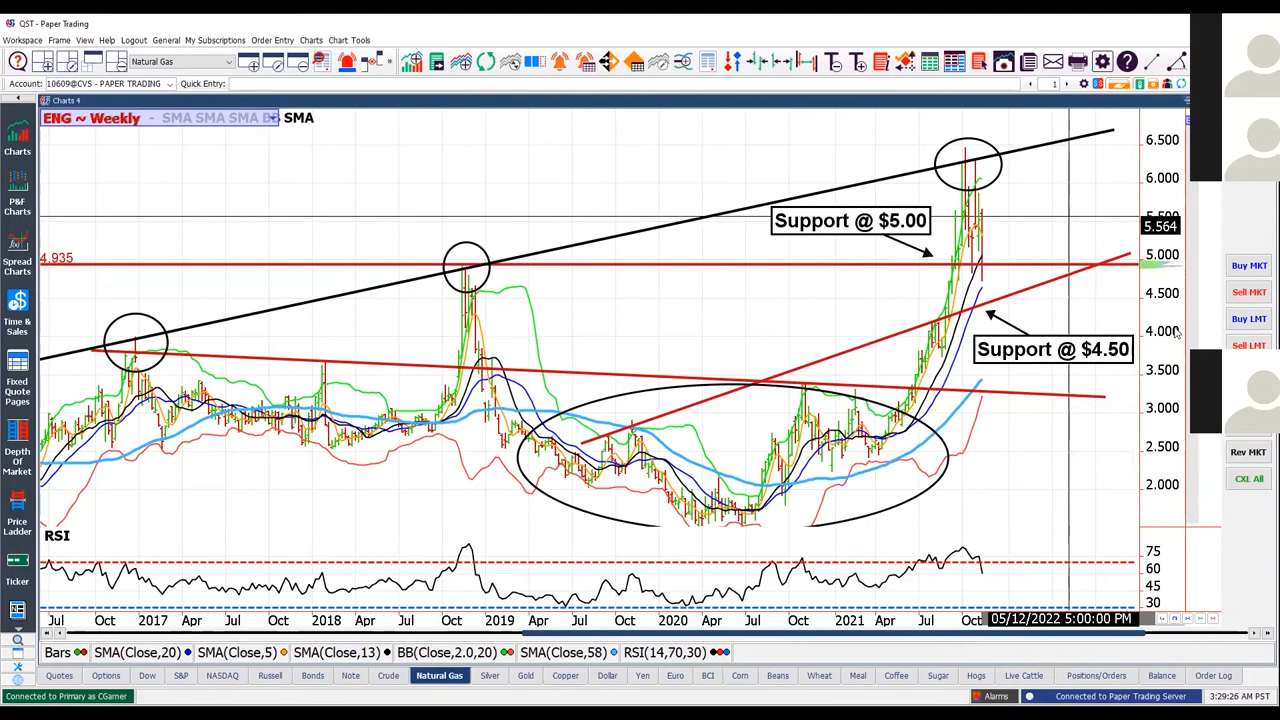 QST - Paper Trading
Workspace Frame View Help Logout General My Subscriptions Order Entry Charts Chart Tools
Natural Gas
Account: 10609@CVS - PAPER TRADING Quick Entry: 1
Charts 4
ENG ~ Weekly - SMA SMA SMA BB SMA
6.500
6.000
Support @ $5.00
5.500
5.564
4.935
5.000
4.500
4.000
Support @ $4.50
3.500
3.000
2.500
2.000
Charts
P&F
Charts
Spread
Charts
Time &
Sales
Fixed
Quote
Pages
Depth
Of
Market
Price
Ladder
Ticker
Buy MKT
Sell MKT
Buy LMT
Sell LMT
Rev MKT
CXL All
RSI
75
60
45
30
Jul Oct 2017 Apr Jul Oct 2018 Apr Jul Oct 2019 Apr Jul Oct 2020 Apr Jul Oct 2021 Apr Jul Oct 05/12/2022 5:00:00 PM
Bars SMA(Close,20) SMA(Close,5) SMA(Close,13) BB(Close,2.0,20) SMA(Close,58) RSI(14,70,30)
Quotes Options Dow S&P NASDAQ Russell Bonds Note Crude Natural Gas Silver Gold Copper Dollar Yen Euro BCI Corn Beans Wheat Meal Coffee Sugar Hogs Live Cattle Positions/Orders Balance Order Log
Connected to Primary as CGarner Alarms Connected to Paper Trading Server 3:29:26 AM PST